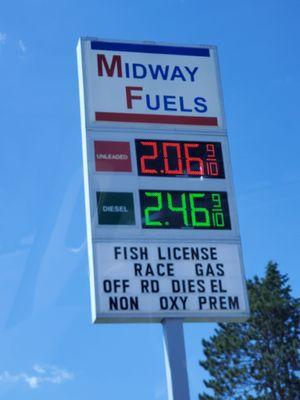 MIDWAY
FUELS
UNLEADED 2.06 9/10
DIESEL 2.46 9/10
FISH LICENSE
RACE GAS
OFF RD DIESEL
NON OXY PREM